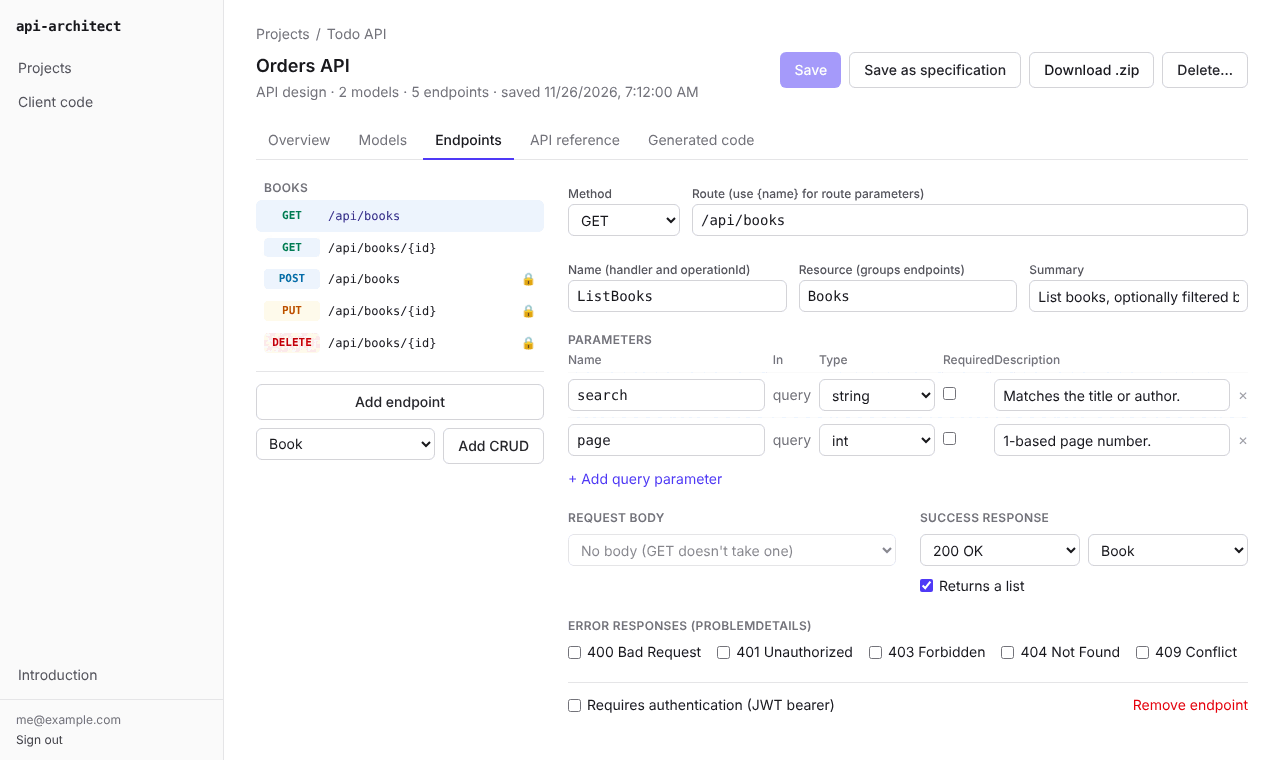 api-architect
Projects
Client code
Introduction
me@example.com
Sign out
Projects / Todo API
Orders API
API design · 2 models · 5 endpoints · saved 11/26/2026, 7:12:00 AM
Save
Save as specification
Download .zip
Delete...
Overview
Models
Endpoints
API reference
Generated code
BOOKS
GET /api/books
GET /api/books/{id}
POST /api/books
PUT /api/books/{id}
DELETE /api/books/{id}
Add endpoint
Book
Add CRUD
Method
Route (use {name} for route parameters)
GET
/api/books
Name (handler and operationId)
Resource (groups endpoints)
Summary
ListBooks
Books
List books, optionally filtered b
PARAMETERS
Name In Type Required Description
search query string Matches the title or author. ×
page query int 1-based page number. ×
+ Add query parameter
REQUEST BODY
SUCCESS RESPONSE
No body (GET doesn't take one)
200 OK
Book
Returns a list
ERROR RESPONSES (PROBLEMDETAILS)
400 Bad Request
401 Unauthorized
403 Forbidden
404 Not Found
409 Conflict
Requires authentication (JWT bearer)
Remove endpoint